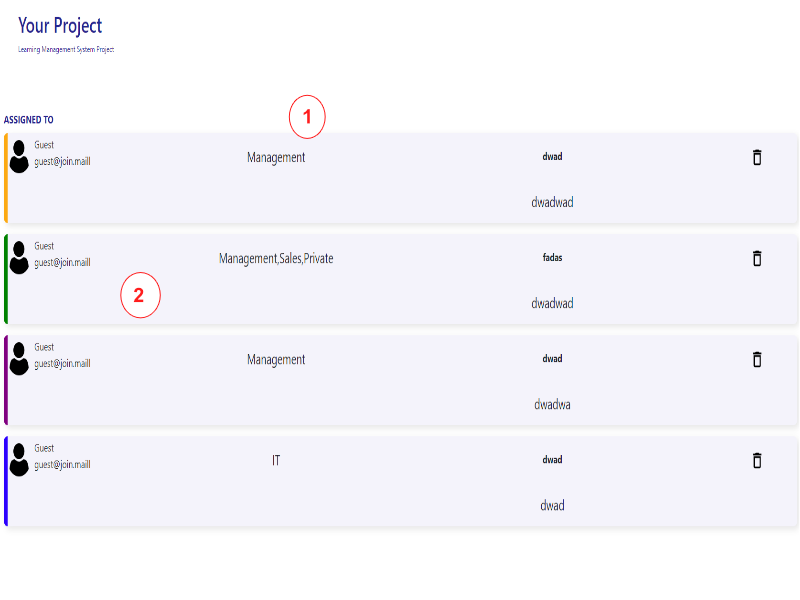 Your Project
Learning Management System Project
1
ASSIGNED TO
Guest
guest@join.maill
Management
dwad
dwadwad
Guest
guest@join.maill
Management,Sales,Private
fadas
dwadwad
2
Guest
guest@join.maill
Management
dwad
dwadwa
Guest
guest@join.maill
IT
dwad
dwad